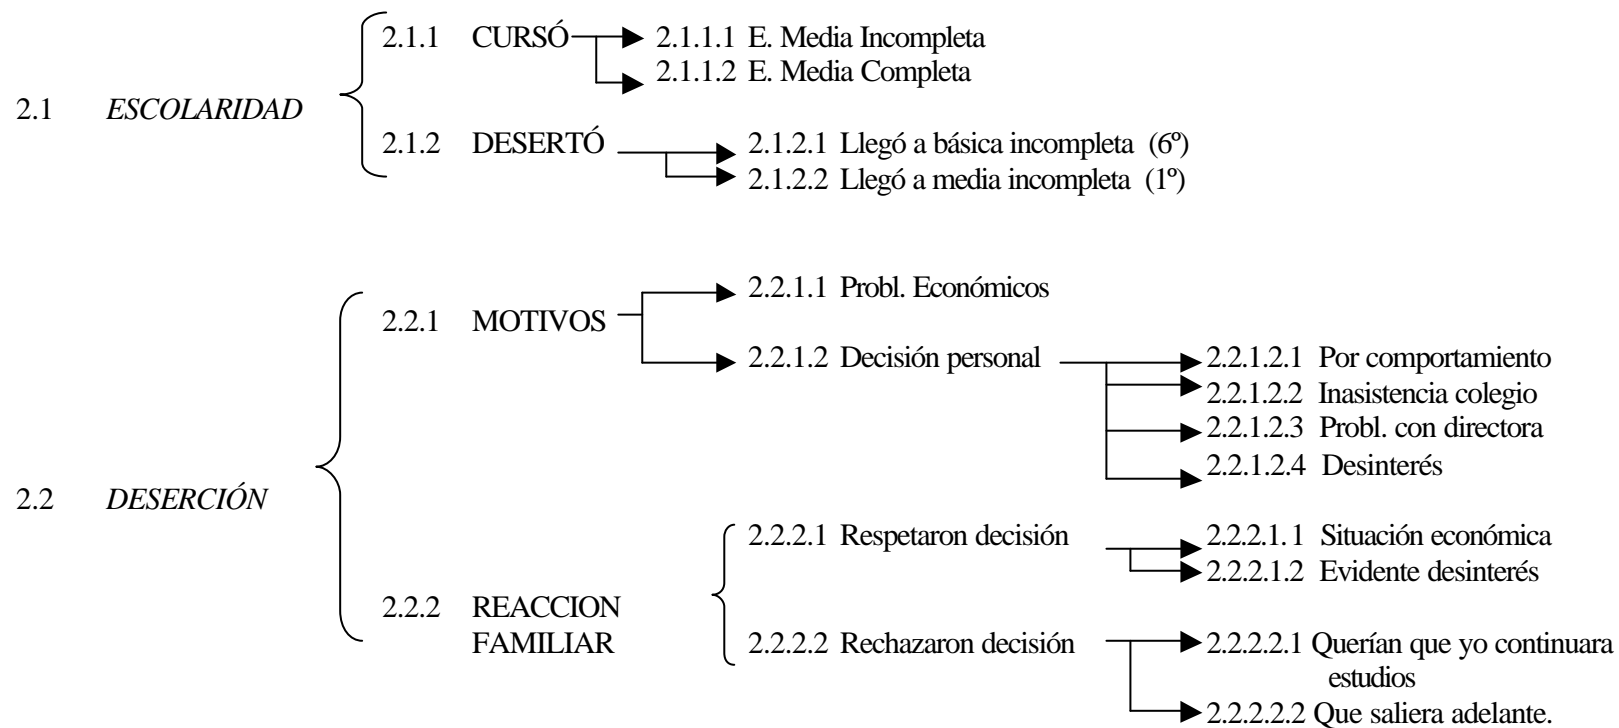 2.1.1 CURSÓ 2.1.1.1 E. Media Incompleta
2.1.1.2 E. Media Completa
2.1 ESCOLARIDAD
2.1.2 DESERTÓ 2.1.2.1 Llegó a básica incompleta (6º)
2.1.2.2 Llegó a media incompleta (1º)
2.2.1.1 Probl. Económicos
2.2.1 MOTIVOS
2.2.1.2 Decisión personal 2.2.1.2.1 Por comportamiento
2.2.1.2.2 Inasistencia colegio
2.2.1.2.3 Probl. con directora
2.2.1.2.4 Desinterés
2.2 DESERCIÓN
2.2.2.1 Respetaron decisión 2.2.2.1.1 Situación económica
2.2.2.1.2 Evidente desinterés
2.2.2 REACCION
FAMILIAR 2.2.2.2 Rechazaron decisión 2.2.2.2.1 Querían que yo continuara
estudios
2.2.2.2.2 Que saliera adelante.